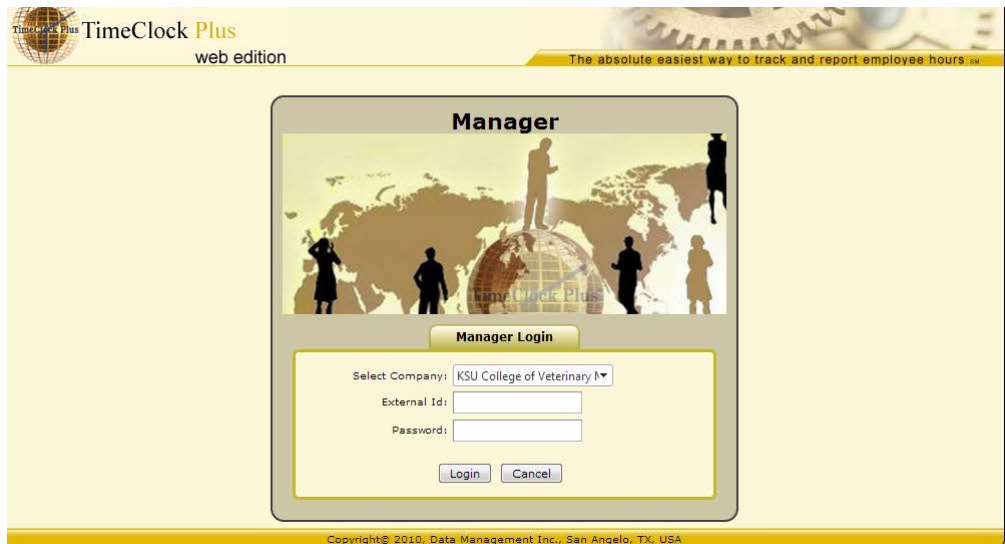 TimeClock Plus
TimeClock Plus
web edition
The absolute easiest way to track and report employee hours SM
Manager
TimeClock Plus
Manager Login
Select Company: KSU College of Veterinary M
External Id:
Password:
Login Cancel
Copyright© 2010, Data Management Inc., San Angelo, TX, USA